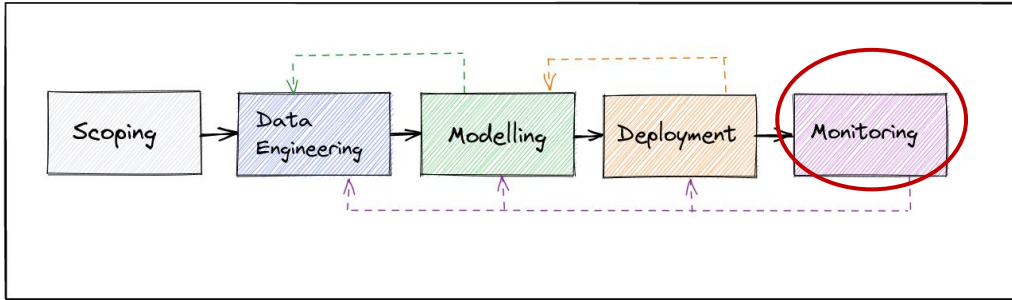 Scoping
Data
Engineering
Modelling
Deployment
Monitoring